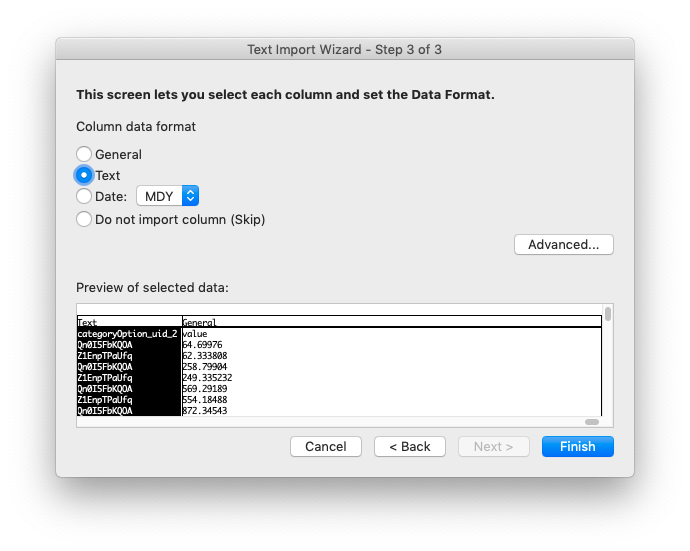 Text Import Wizard - Step 3 of 3
This screen lets you select each column and set the Data Format.
Column data format
General
Text
Date: MDY
Do not import column (Skip)
Advanced...
Preview of selected data:
Text General
categoryOption_uid_2 value
Qn0I5FbKQOA 64.69976
Z1EnpTPaUfq 62.333808
Qn0I5FbKQOA 258.79904
Z1EnpTPaUfq 249.335232
Qn0I5FbKQOA 569.29189
Z1EnpTPaUfq 554.18488
Qn0I5FbKQOA 872.34543
Cancel < Back Next > Finish